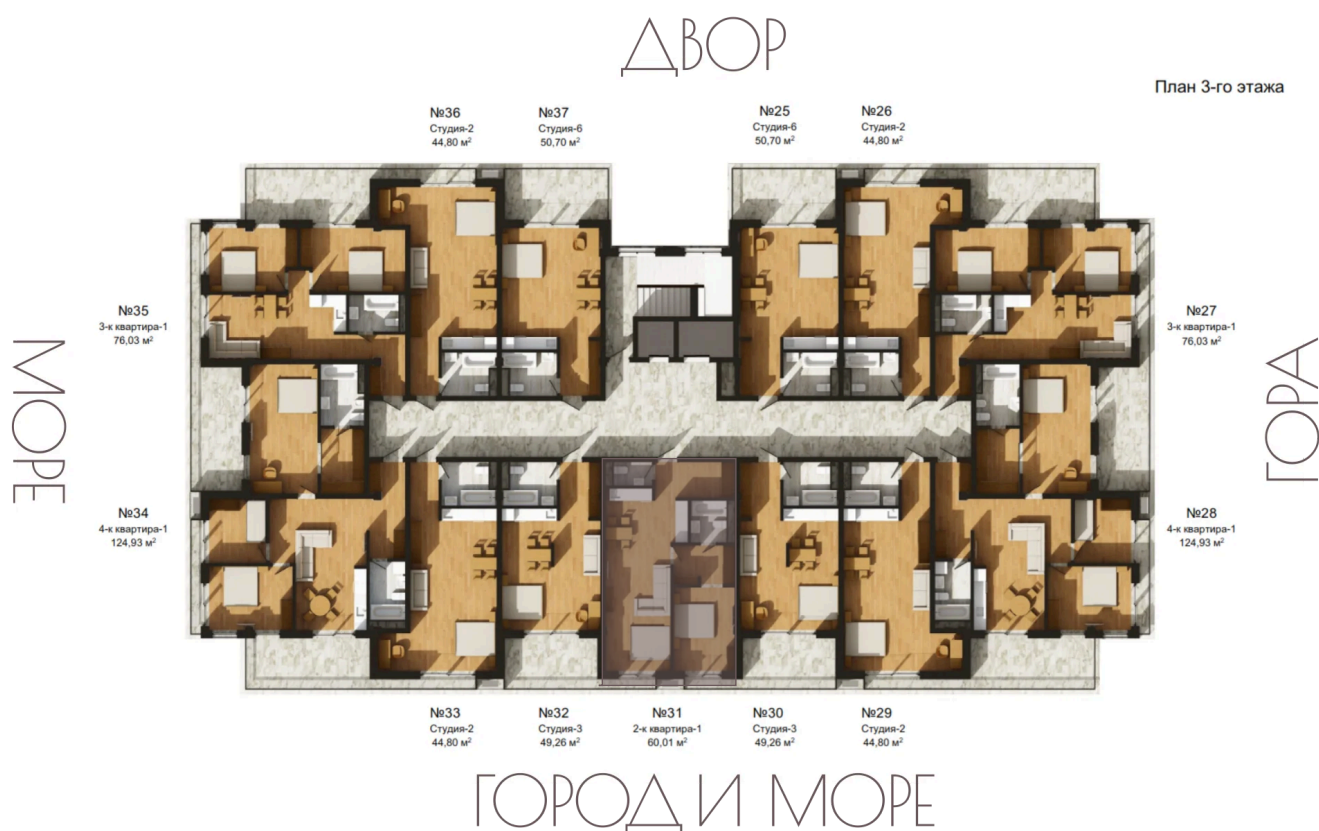 ДВОР
План 3-го этажа
№36
Студия-2
44,80 м²
№37
Студия-6
50,70 м²
№25
Студия-6
50,70 м²
№26
Студия-2
44,80 м²
№35
3-к квартира-1
76,03 м²
№27
3-к квартира-1
76,03 м²
МОРЕ
ГОРА
№34
4-к квартира-1
124,93 м²
№28
4-к квартира-1
124,93 м²
№33
Студия-2
44,80 м²
№32
Студия-3
49,26 м²
№31
2-к квартира-1
60,01 м²
№30
Студия-3
49,26 м²
№29
Студия-2
44,80 м²
ГОРОД И МОРЕ